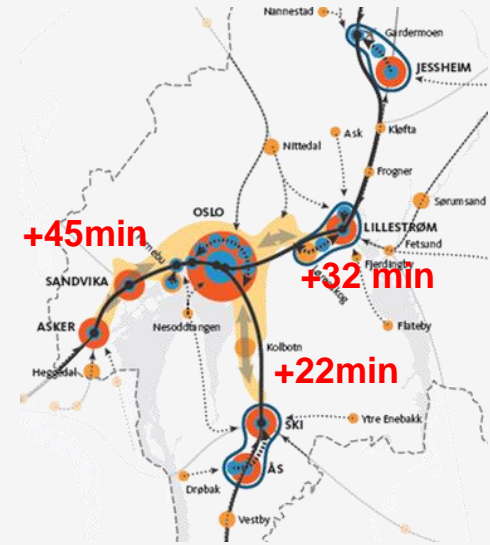 Nannestad
Gardermoen
JESSHEIM
Kløfta
Ask
Nittedal
Frogner
Sørumsand
OSLO
LILLESTRØM
+45min
Fetsund
Fjerdingby
+32 min
SANDVIKA
ASKER
Nesoddtangen
Flateby
Kolbotn
Heggedal
+22min
SKI
Ytre Enebakk
ÅS
Drøbak
Vestby